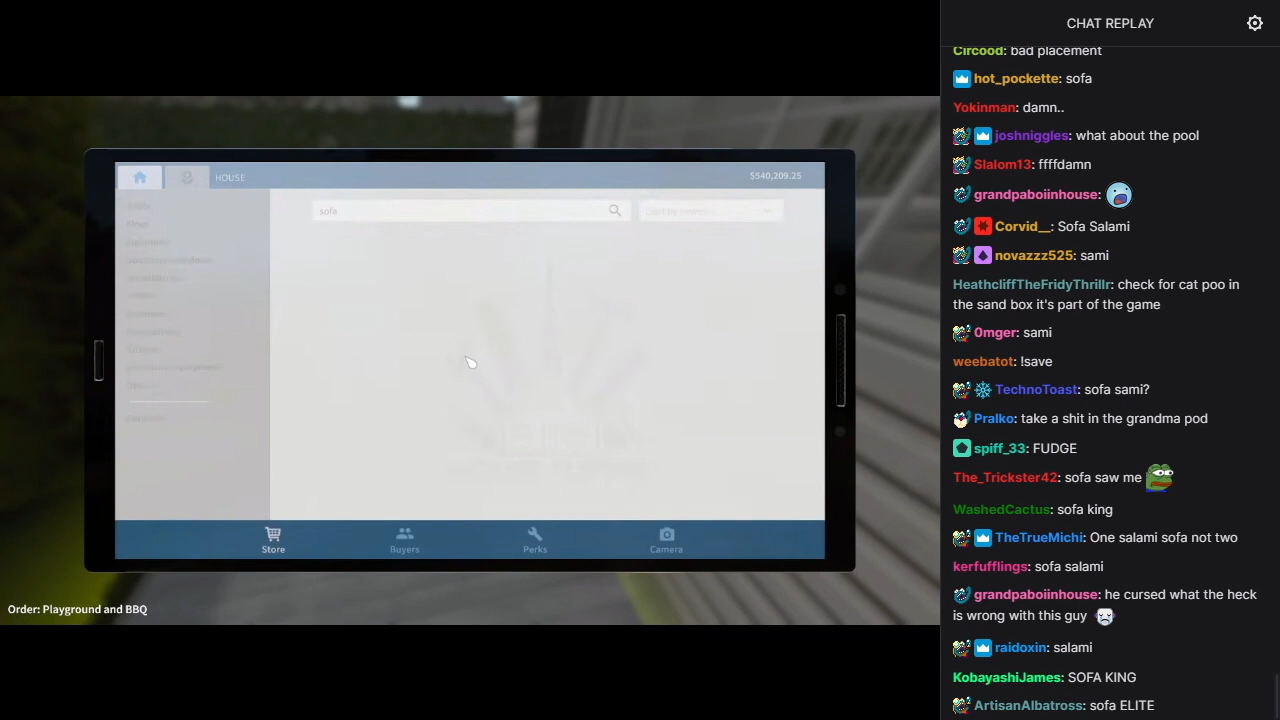 CHAT REPLAY
Circood: bad placement
hot_pockette: sofa
Yokinman: damn..
joshniggles: what about the pool
Slalom13: ffffdamn
grandpaboiinhouse:
Corvid__: Sofa Salami
novazzz525: sami
HeathcliffTheFridyThrillr: check for cat poo in
the sand box it's part of the game
0mger: sami
weebatot: !save
TechnoToast: sofa sami?
Pralko: take a shit in the grandma pod
spiff_33: FUDGE
The_Trickster42: sofa saw me
WashedCactus: sofa king
TheTrueMichi: One salami sofa not two
kerfufflings: sofa salami
grandpaboiinhouse: he cursed what the heck
is wrong with this guy
raidoxin: salami
KobayashiJames: SOFA KING
ArtisanAlbatross: sofa ELITE
HOUSE
$540,209.25
sofa
Sort by newest
Store
Buyers
Perks
Camera
Order: Playground and BBQ